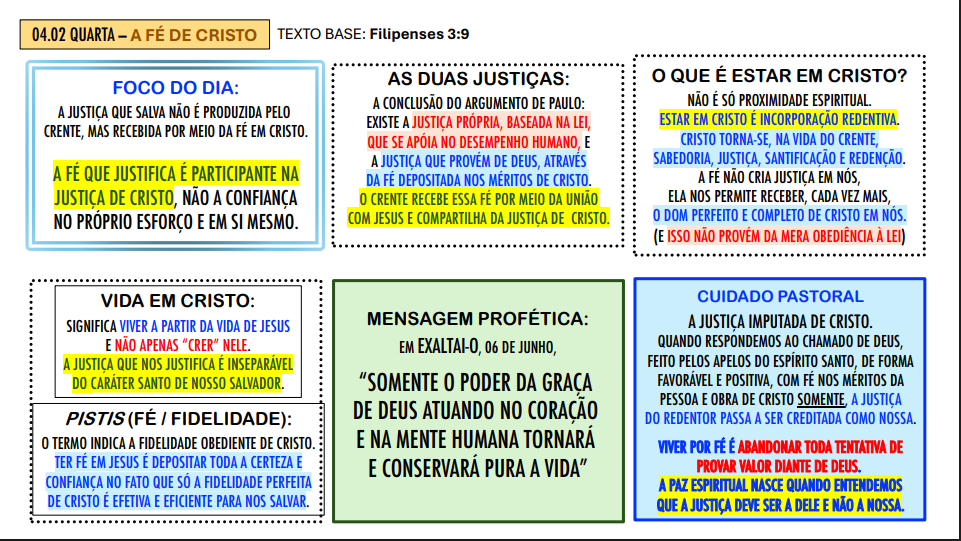 04.02 QUARTA – A FÉ DE CRISTO
TEXTO BASE: Filipenses 3:9
FOCO DO DIA:
A JUSTIÇA QUE SALVA NÃO É PRODUZIDA PELO
CRENTE, MAS RECEBIDA POR MEIO DA FÉ EM CRISTO.
A FÉ QUE JUSTIFICA É PARTICIPANTE NA
JUSTIÇA DE CRISTO, NÃO A CONFIANÇA
NO PRÓPRIO ESFORÇO E EM SI MESMO.
AS DUAS JUSTIÇAS:
A CONCLUSÃO DO ARGUMENTO DE PAULO:
EXISTE A JUSTIÇA PRÓPRIA, BASEADA NA LEI,
QUE SE APÓIA NO DESEMPENHO HUMANO, E
A JUSTIÇA QUE PROVÉM DE DEUS, ATRAVÉS
DA FÉ DEPOSITADA NOS MÉRITOS DE CRISTO.
O CRENTE RECEBE ESSA FÉ POR MEIO DA UNIÃO
COM JESUS E COMPARTILHA DA JUSTIÇA DE CRISTO.
O QUE É ESTAR EM CRISTO?
NÃO É SÓ PROXIMIDADE ESPIRITUAL.
ESTAR EM CRISTO É INCORPORAÇÃO REDENTIVA.
CRISTO TORNA-SE, NA VIDA DO CRENTE,
SABEDORIA, JUSTIÇA, SANTIFICAÇÃO E REDENÇÃO.
A FÉ NÃO CRIA JUSTIÇA EM NÓS,
ELA NOS PERMITE RECEBER, CADA VEZ MAIS,
O DOM PERFEITO E COMPLETO DE CRISTO EM NÓS.
(E ISSO NÃO PROVÉM DA MERA OBEDIÊNCIA À LEI)
VIDA EM CRISTO:
SIGNIFICA VIVER A PARTIR DA VIDA DE JESUS
E NÃO APENAS “CRER” NELE.
A JUSTIÇA QUE NOS JUSTIFICA É INSEPARÁVEL
DO CARÁTER SANTO DE NOSSO SALVADOR.
PISTIS (FÉ / FIDELIDADE):
O TERMO INDICA A FIDELIDADE OBEDIENTE DE CRISTO.
TER FÉ EM JESUS É DEPOSITAR TODA A CERTEZA E
CONFIANÇA NO FATO QUE SÓ A FIDELIDADE PERFEITA
DE CRISTO É EFETIVA E EFICIENTE PARA NOS SALVAR.
MENSAGEM PROFÉTICA:
EM EXALTAI-O, 06 DE JUNHO,
“SOMENTE O PODER DA GRAÇA
DE DEUS ATUANDO NO CORAÇÃO
E NA MENTE HUMANA TORNARÁ
E CONSERVARÁ PURA A VIDA”
CUIDADO PASTORAL
A JUSTIÇA IMPUTADA DE CRISTO.
QUANDO RESPONDEMOS AO CHAMADO DE DEUS,
FEITO PELOS APELOS DO ESPÍRITO SANTO, DE FORMA
FAVORÁVEL E POSITIVA, COM FÉ NOS MÉRITOS DA
PESSOA E OBRA DE CRISTO SOMENTE, A JUSTIÇA
DO REDENTOR PASSA A SER CREDITADA COMO NOSSA.
VIVER POR FÉ É ABANDONAR TODA TENTATIVA DE
PROVAR VALOR DIANTE DE DEUS.
A PAZ ESPIRITUAL NASCE QUANDO ENTENDEMOS
QUE A JUSTIÇA DEVE SER A DELE E NÃO A NOSSA.